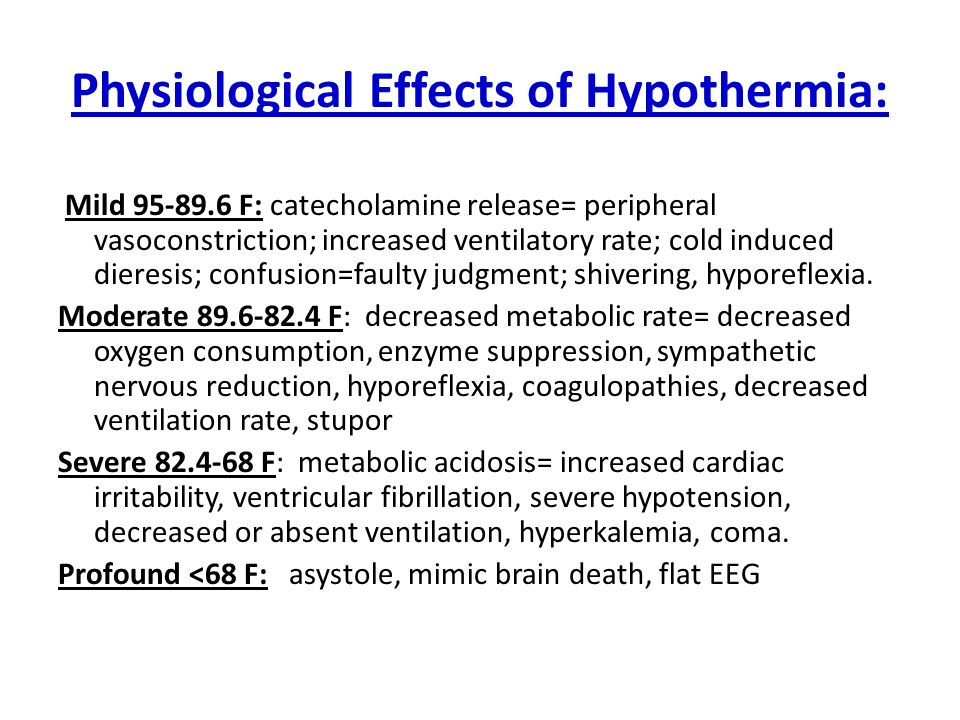 Physiological Effects of Hypothermia:
Mild 95-89.6 F: catecholamine release= peripheral
vasoconstriction; increased ventilatory rate; cold induced
dieresis; confusion=faulty judgment; shivering, hyporeflexia.
Moderate 89.6-82.4 F: decreased metabolic rate= decreased
oxygen consumption, enzyme suppression, sympathetic
nervous reduction, hyporeflexia, coagulopathies, decreased
ventilation rate, stupor
Severe 82.4-68 F: metabolic acidosis= increased cardiac
irritability, ventricular fibrillation, severe hypotension,
decreased or absent ventilation, hyperkalemia, coma.
Profound <68 F: asystole, mimic brain death, flat EEG